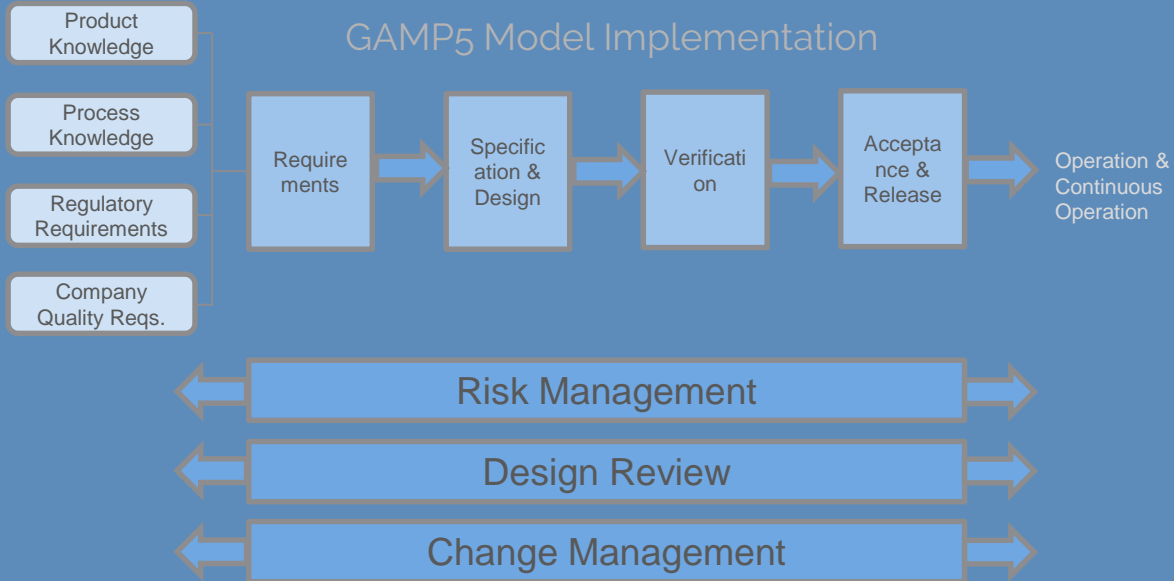 GAMP5 Model Implementation
Product
Knowledge
Process
Knowledge
Regulatory
Requirements
Company
Quality Reqs.
Require
ments
Specific
ation &
Design
Verificati
on
Accepta
nce &
Release
Operation &
Continuous
Operation
Risk Management
Design Review
Change Management